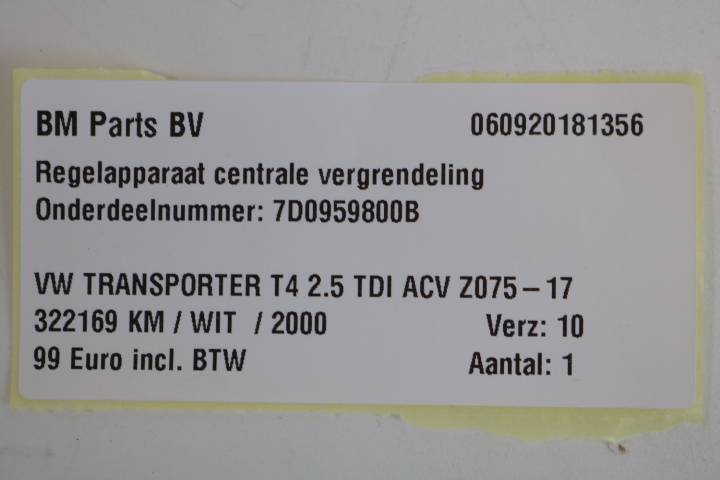 BM Parts BV 060920181356
Regelapparaat centrale vergrendeling
Onderdeelnummer: 7D0959800B
VW TRANSPORTER T4 2.5 TDI ACV Z075-17
322169 KM / WIT / 2000 Verz: 10
99 Euro incl. BTW Aantal: 1